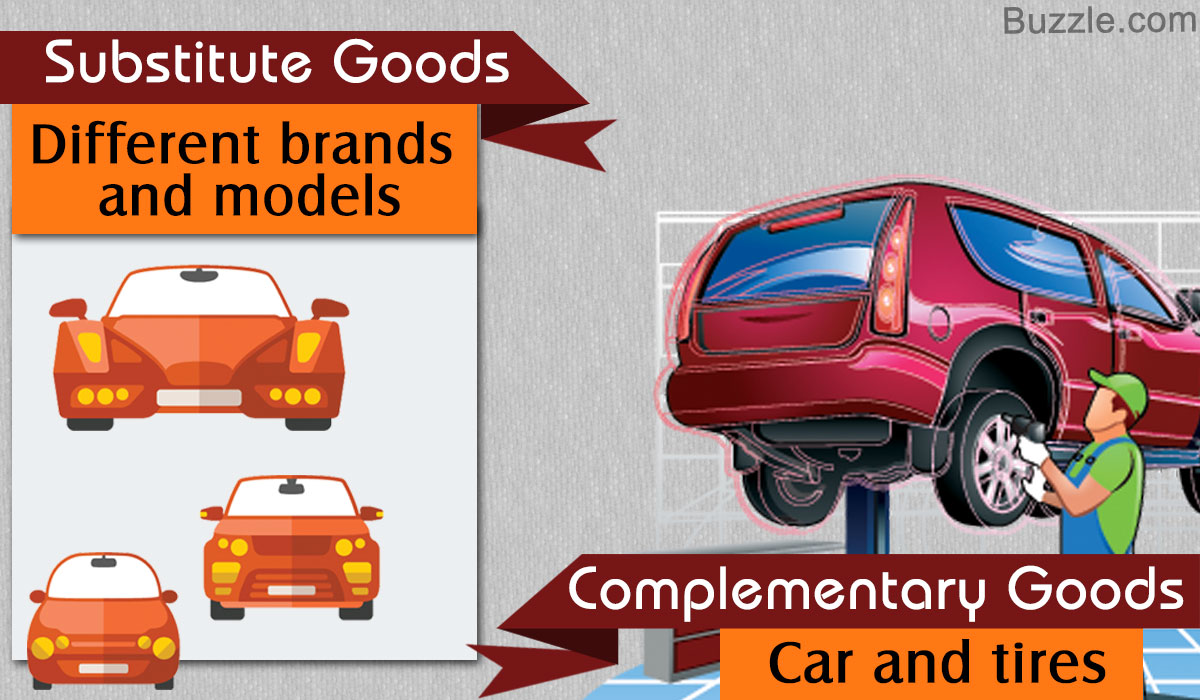 Buzzle.com
Substitute Goods
Different brands
and models
Complementary Goods
Car and tires